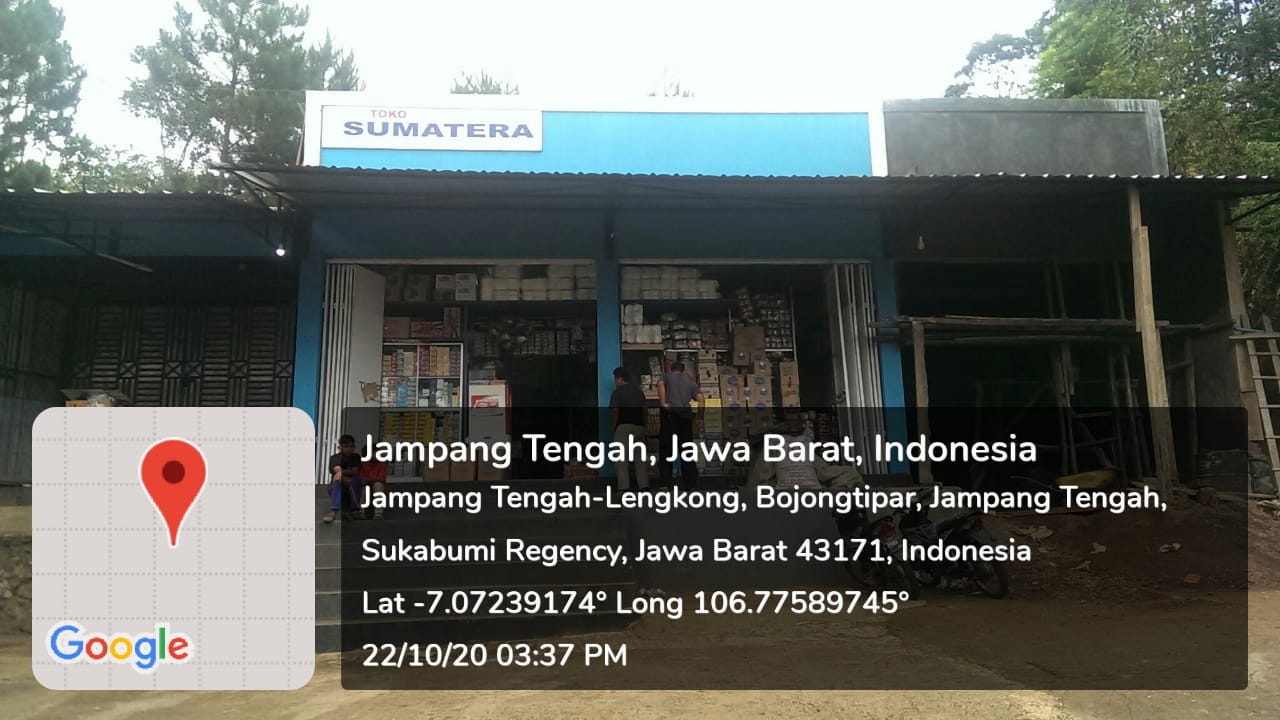 TOKO
SUMATERA
Jampang Tengah, Jawa Barat, Indonesia
Jampang Tengah-Lengkong, Bojongtipar, Jampang Tengah,
Sukabumi Regency, Jawa Barat 43171, Indonesia
Lat -7.07239174° Long 106.77589745°
22/10/20 03:37 PM
Google